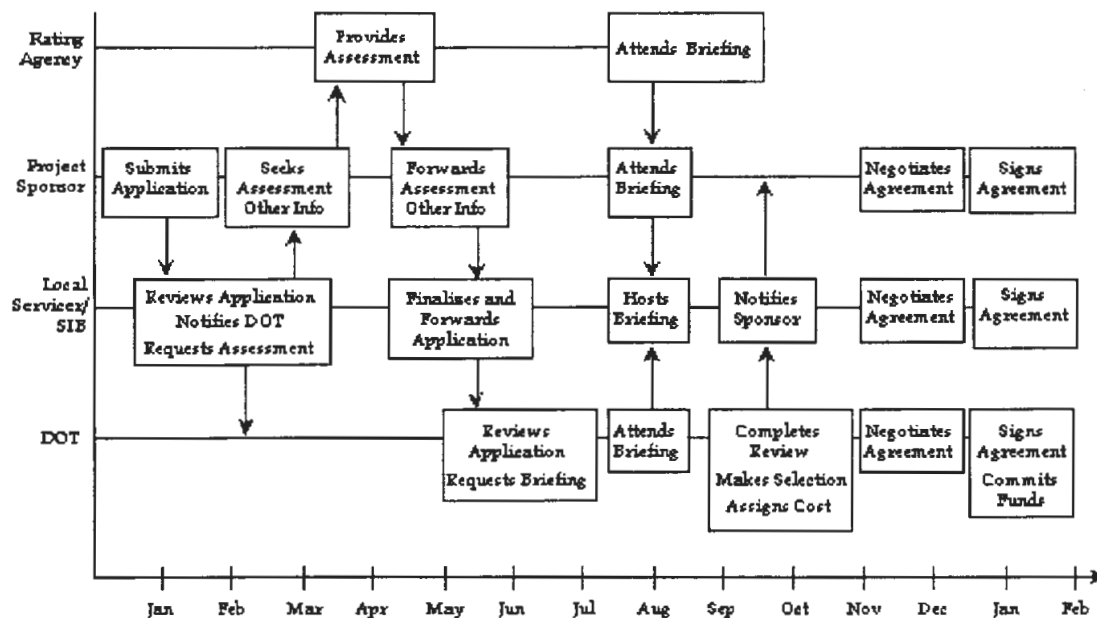 Rating
Agency
Provides
Assessment
Attends Briefing
Project
Sponsor
Submits
Application
Seeks
Assessment
Other Info
Forwards
Assessment
Other Info
Attends
Briefing
Negotiates
Agreement
Signs
Agreement
Local
Servicer/
SIB
Reviews Application
Notifies DOT
Requests Assessment
Finalizes and
Forwards
Application
Hosts
Briefing
Notifies
Sponsor
Negotiates
Agreement
Signs
Agreement
DOT
Reviews
Application
Requests Briefing
Attends
Briefing
Completes
Review
Makes Selection
Assigns Cost
Negotiates
Agreement
Signs
Agreement
Commits
Funds
Jan Feb Mar Apr May Jun Jul Aug Sep Oct Nov Dec Jan Feb